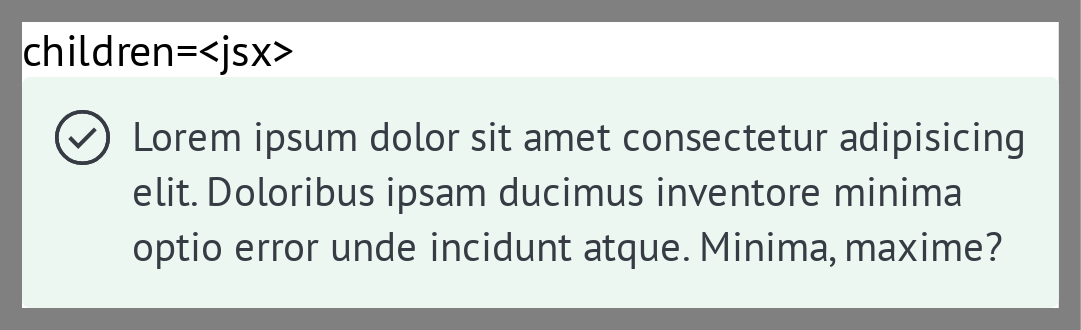 children=<jsx>
Lorem ipsum dolor sit amet consectetur adipisicing
elit. Doloribus ipsam ducimus inventore minima
optio error unde incidunt atque. Minima, maxime?